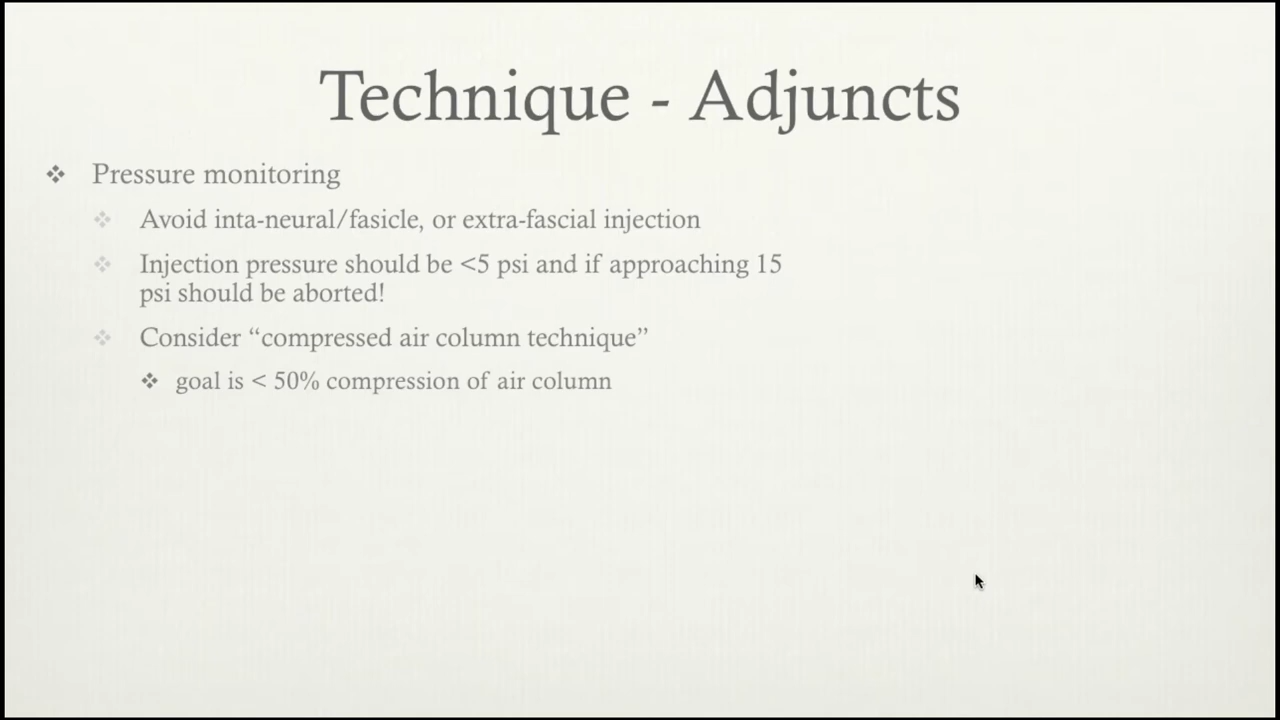 Technique - Adjuncts
Pressure monitoring
Avoid inta-neural/fasicle, or extra-fascial injection
Injection pressure should be <5 psi and if approaching 15
psi should be aborted!
Consider “compressed air column technique”
goal is < 50% compression of air column